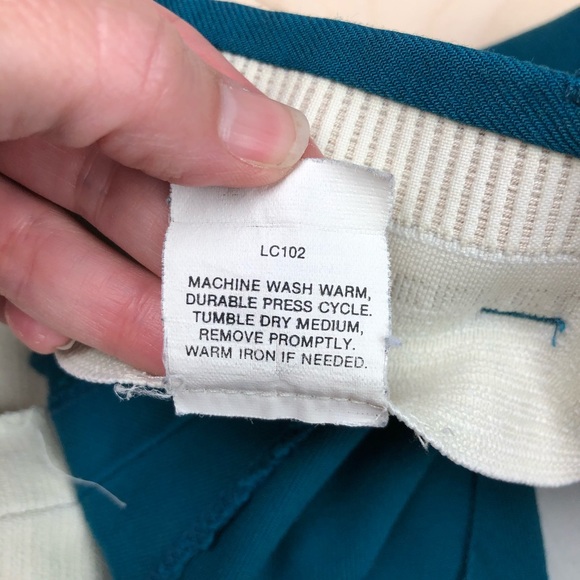 LC102
MACHINE WASH WARM,
DURABLE PRESS CYCLE.
TUMBLE DRY MEDIUM,
REMOVE PROMPTLY.
WARM IRON IF NEEDED.